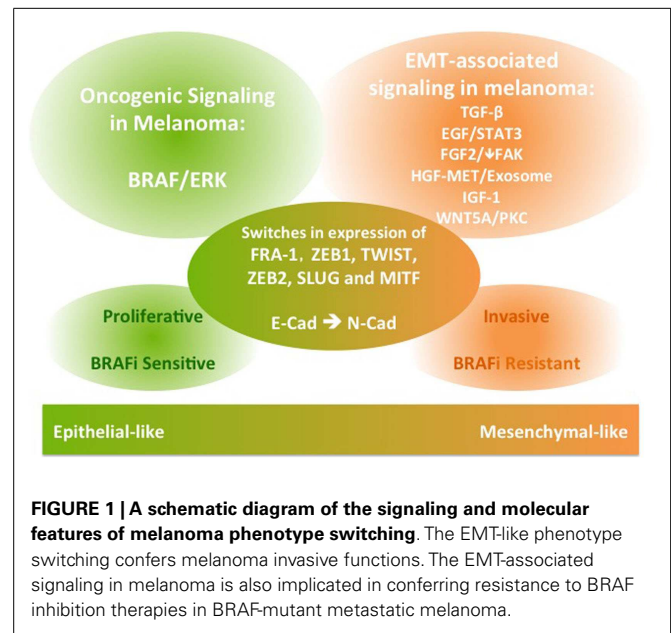 Oncogenic Signaling
in Melanoma:
BRAF/ERK
EMT-associated
signaling in melanoma:
TGF-β
EGF/STAT3
FGF2/↓FAK
HGF-MET/Exosome
IGF-1
WNT5A/PKC
Switches in expression of
FRA-1, ZEB1, TWIST,
ZEB2, SLUG and MITF
E-Cad → N-Cad
Proliferative
BRAFi Sensitive
Invasive
BRAFi Resistant
Epithelial-like
Mesenchymal-like
FIGURE 1 | A schematic diagram of the signaling and molecular
features of melanoma phenotype switching. The EMT-like phenotype
switching confers melanoma invasive functions. The EMT-associated
signaling in melanoma is also implicated in conferring resistance to BRAF
inhibition therapies in BRAF-mutant metastatic melanoma.